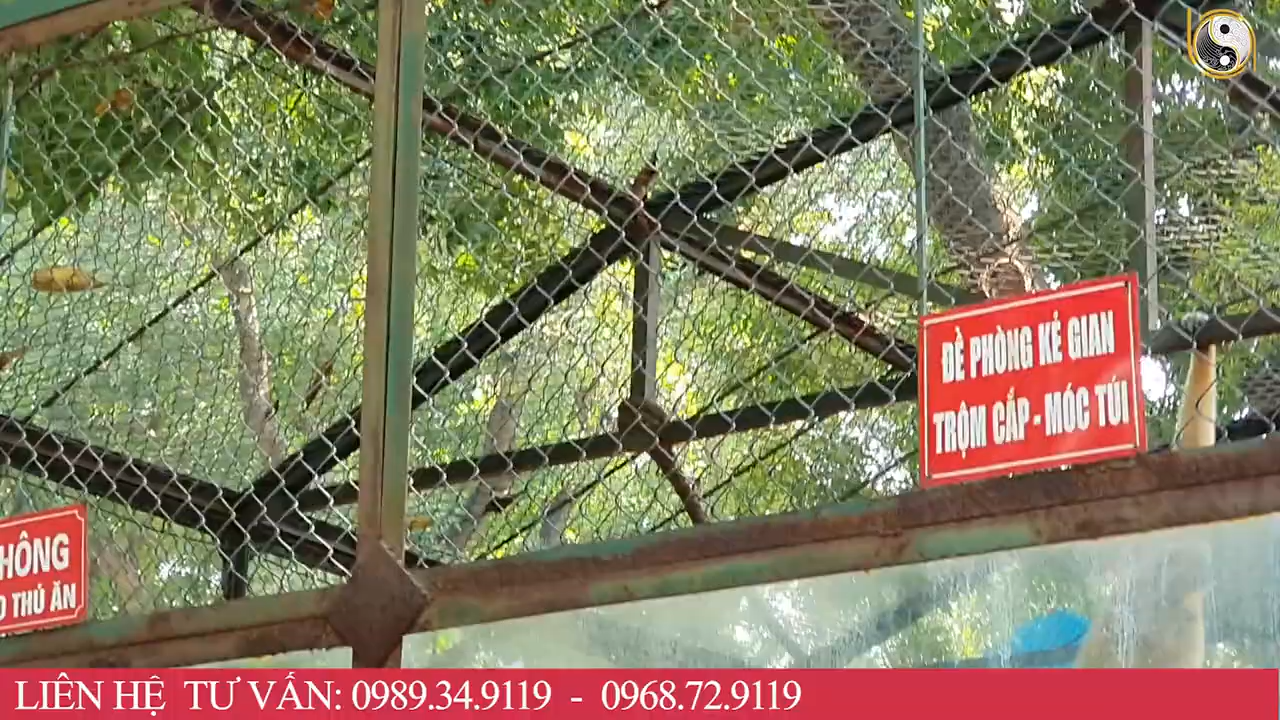 ĐỀ PHÒNG KẺ GIAN
TRỘM CẮP - MÓC TÚI
HÔNG
O THÚ ĂN
LIÊN HỆ TƯ VẤN: 0989.34.9119 - 0968.72.9119